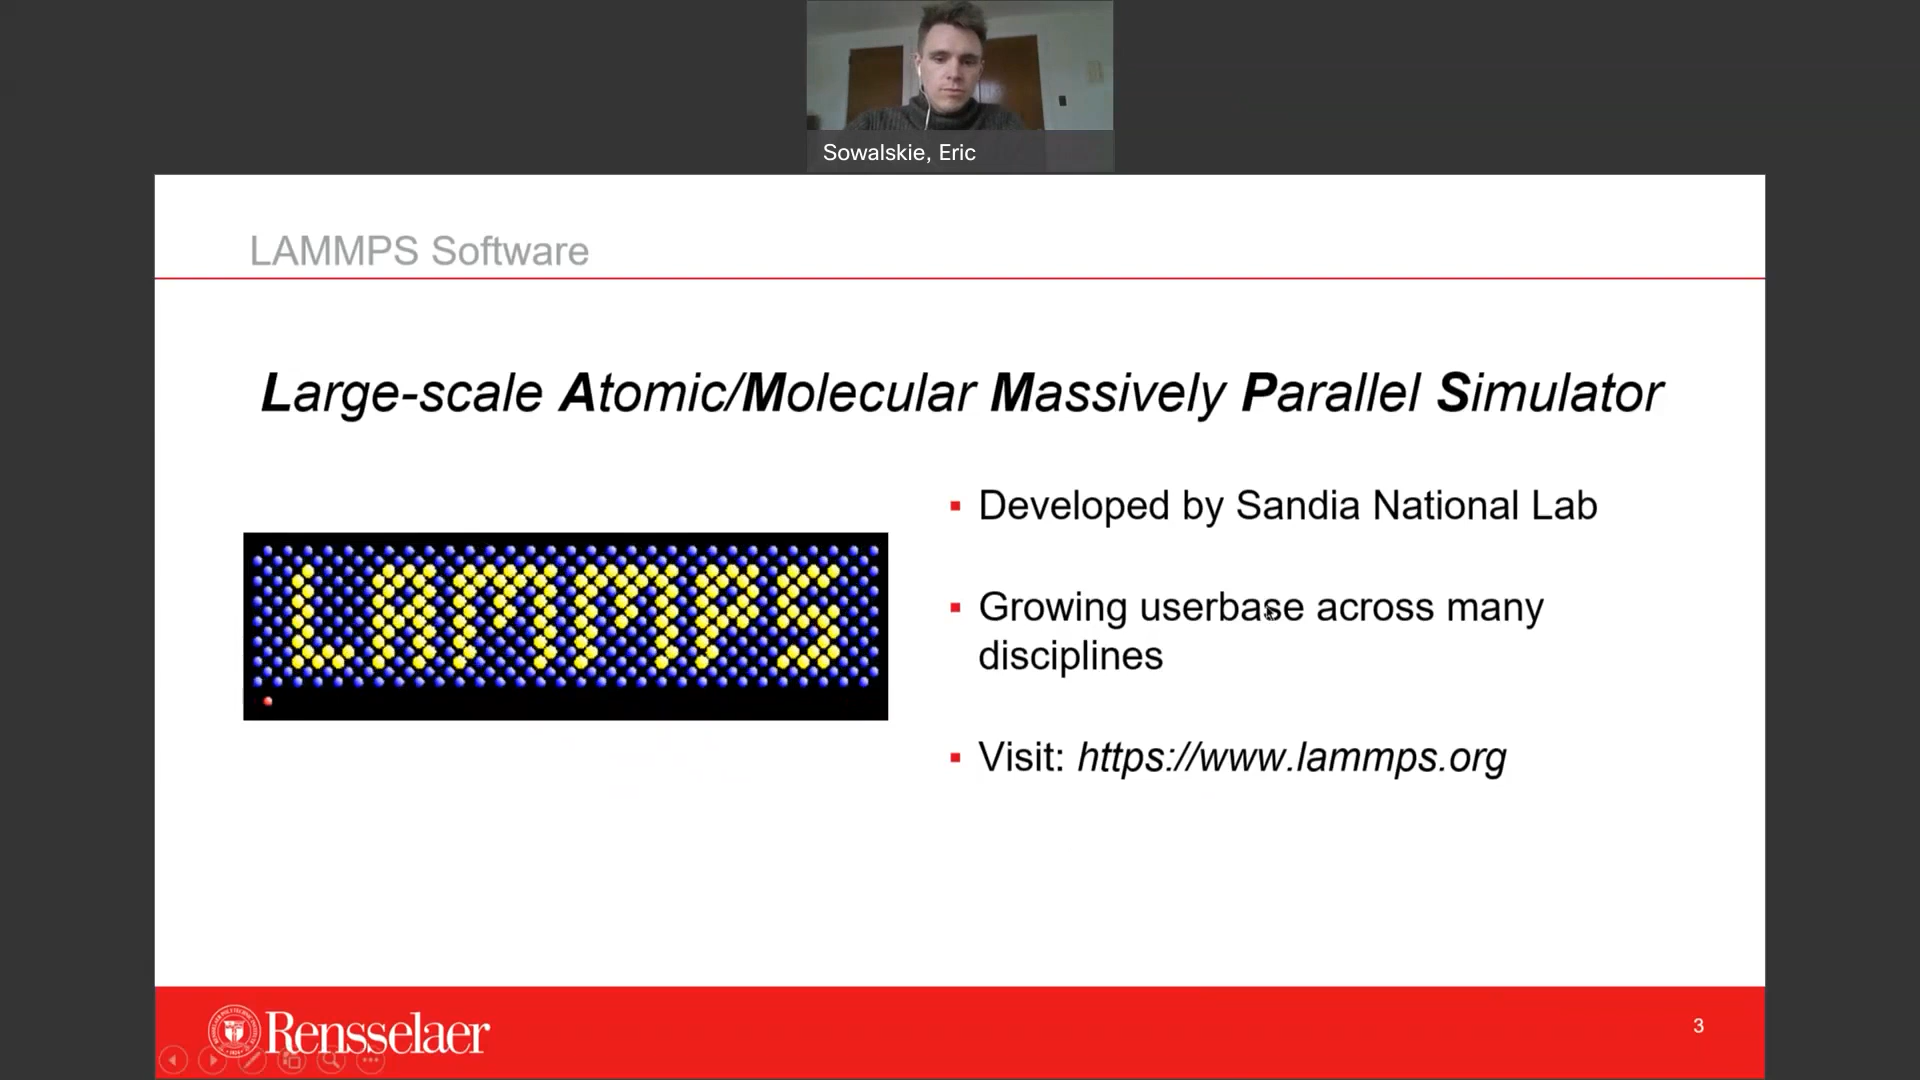 Sowalskie, Eric
LAMMPS Software
Large-scale Atomic/Molecular Massively Parallel Simulator
LAMMPS
Developed by Sandia National Lab
Growing userbase across many
disciplines
Visit: https://www.lammps.org
Rensselaer
3